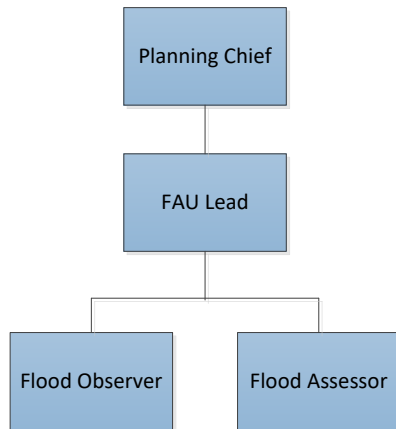 Planning Chief
FAU Lead
Flood Observer
Flood Assessor